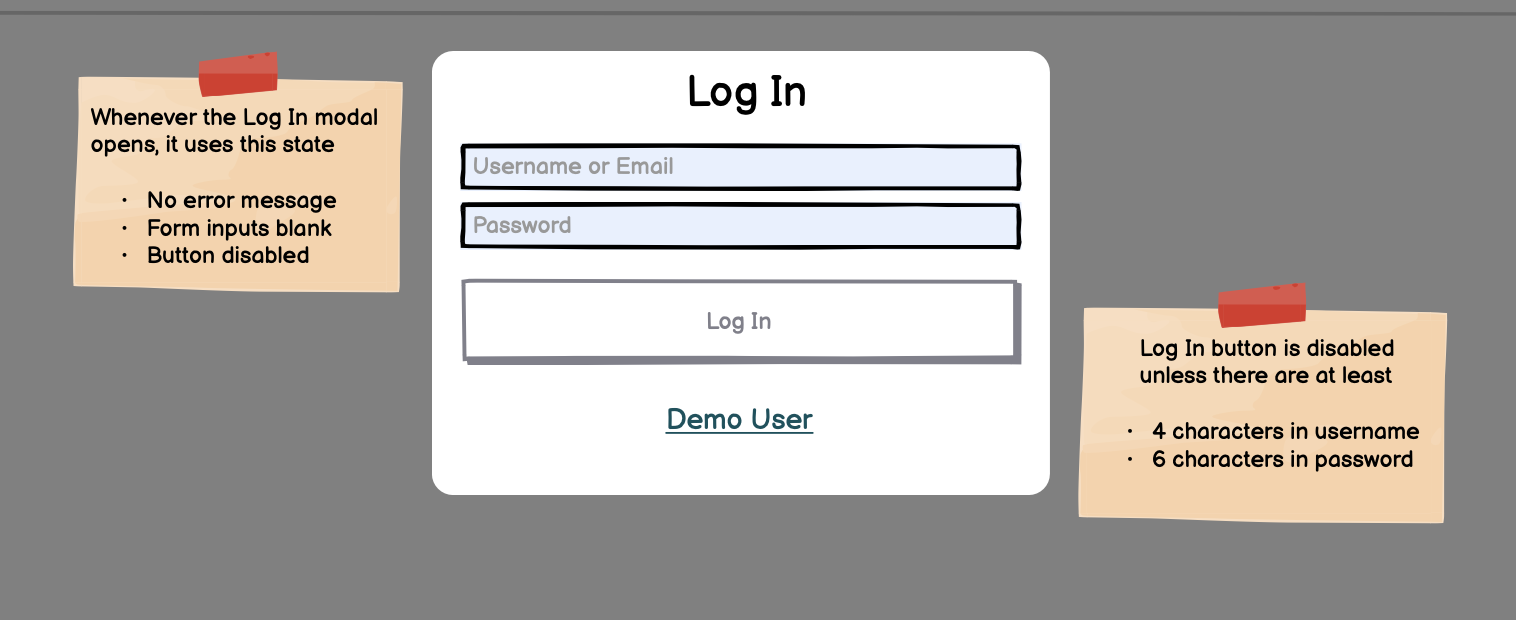 Whenever the Log In modal
opens, it uses this state
• No error message
• Form inputs blank
• Button disabled
Log In
Username or Email
Password
Log In
Demo User
Log In button is disabled
unless there are at least
• 4 characters in username
• 6 characters in password